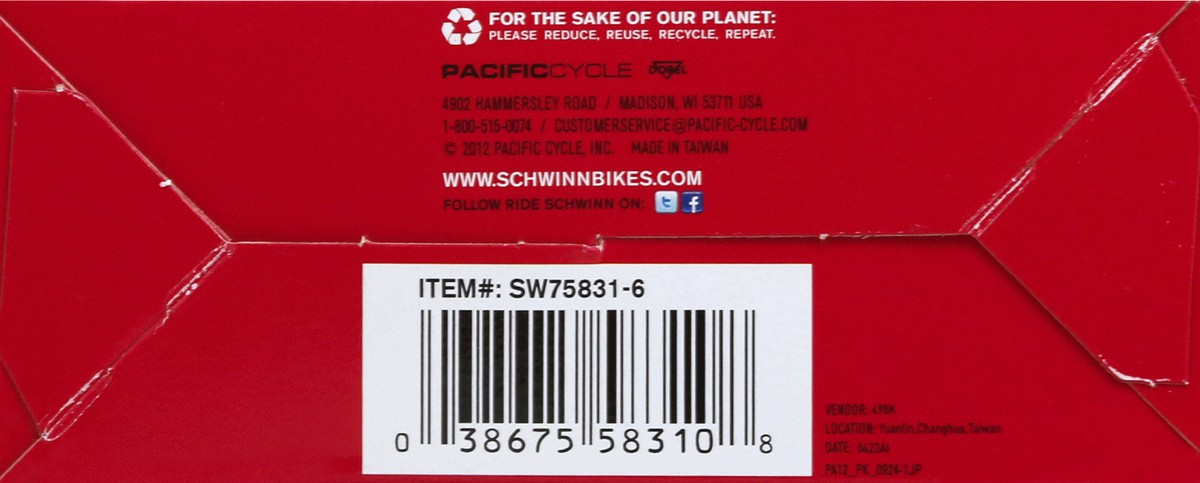 FOR THE SAKE OF OUR PLANET:
PLEASE REDUCE, REUSE, RECYCLE, REPEAT.
PACIFICCYCLE DOREL
4902 HAMMERSLEY ROAD / MADISON, WI 53711 USA
1-800-515-0074 / CUSTOMERSERVICE@PACIFIC-CYCLE.COM
© 2012 PACIFIC CYCLE, INC. MADE IN TAIWAN
WWW.SCHWINNBIKES.COM
FOLLOW RIDE SCHWINN ON: t f
ITEM#: SW75831-6
0 38675 58310 8
VENDOR: 499K
LOCATION: Yuanlin,Changhua,Taiwan
DATE: 0423AI
PA12_PK_0924-1JP